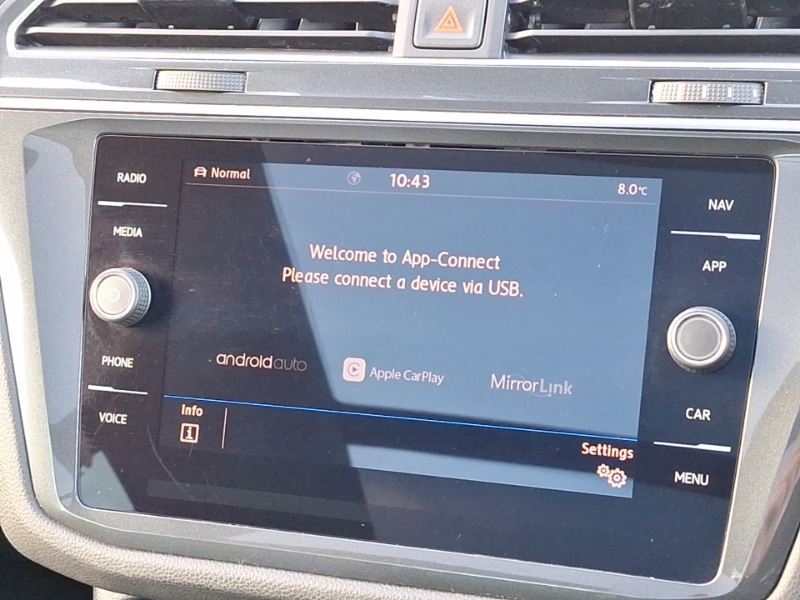 RADIO
MEDIA
PHONE
VOICE
Normal
10:43
8.0°C
Welcome to App-Connect
Please connect a device via USB.
androidauto
Apple CarPlay
MirrorLink
Info
i
Settings
NAV
APP
CAR
MENU